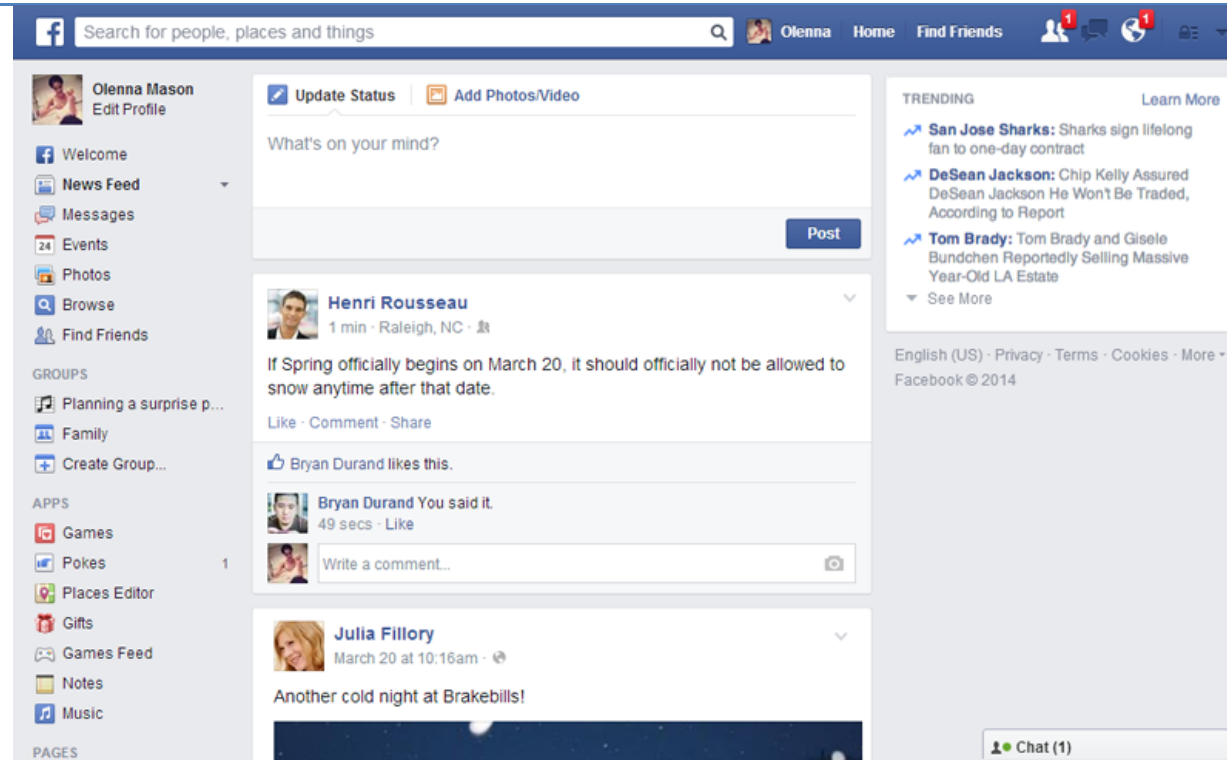 f
Search for people, places and things
Olenna
Home
Find Friends
1
1
Olenna Mason
Edit Profile
Welcome
News Feed
Messages
24
Events
Photos
Browse
Find Friends
GROUPS
Planning a surprise p...
Family
Create Group...
APPS
Games
Pokes 1
Places Editor
Gifts
Games Feed
Notes
Music
PAGES
Update Status
Add Photos/Video
What's on your mind?
Post
Henri Rousseau
1 min · Raleigh, NC ·
If Spring officially begins on March 20, it should officially not be allowed to
snow anytime after that date.
Like · Comment · Share
Bryan Durand likes this.
Bryan Durand You said it.
49 secs · Like
Write a comment...
Julia Fillory
March 20 at 10:16am ·
Another cold night at Brakebills!
TRENDING
Learn More
San Jose Sharks: Sharks sign lifelong
fan to one-day contract
DeSean Jackson: Chip Kelly Assured
DeSean Jackson He Won't Be Traded,
According to Report
Tom Brady: Tom Brady and Gisele
Bundchen Reportedly Selling Massive
Year-Old LA Estate
See More
English (US) · Privacy · Terms · Cookies · More
Facebook © 2014
Chat (1)